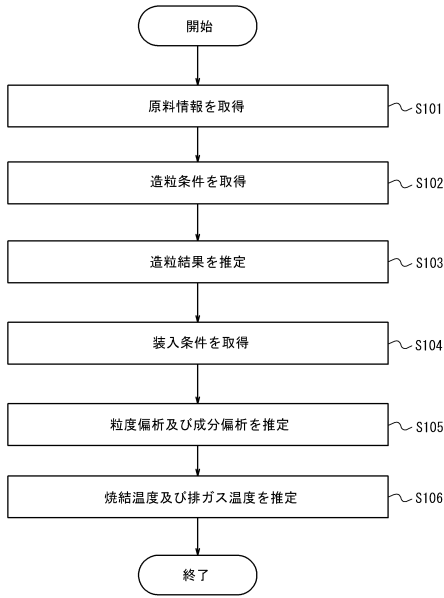 開始
原料情報を取得
S101
造粒条件を取得
S102
造粒結果を推定
S103
装入条件を取得
S104
粒度偏析及び成分偏析を推定
S105
焼結温度及び排ガス温度を推定
S106
終了